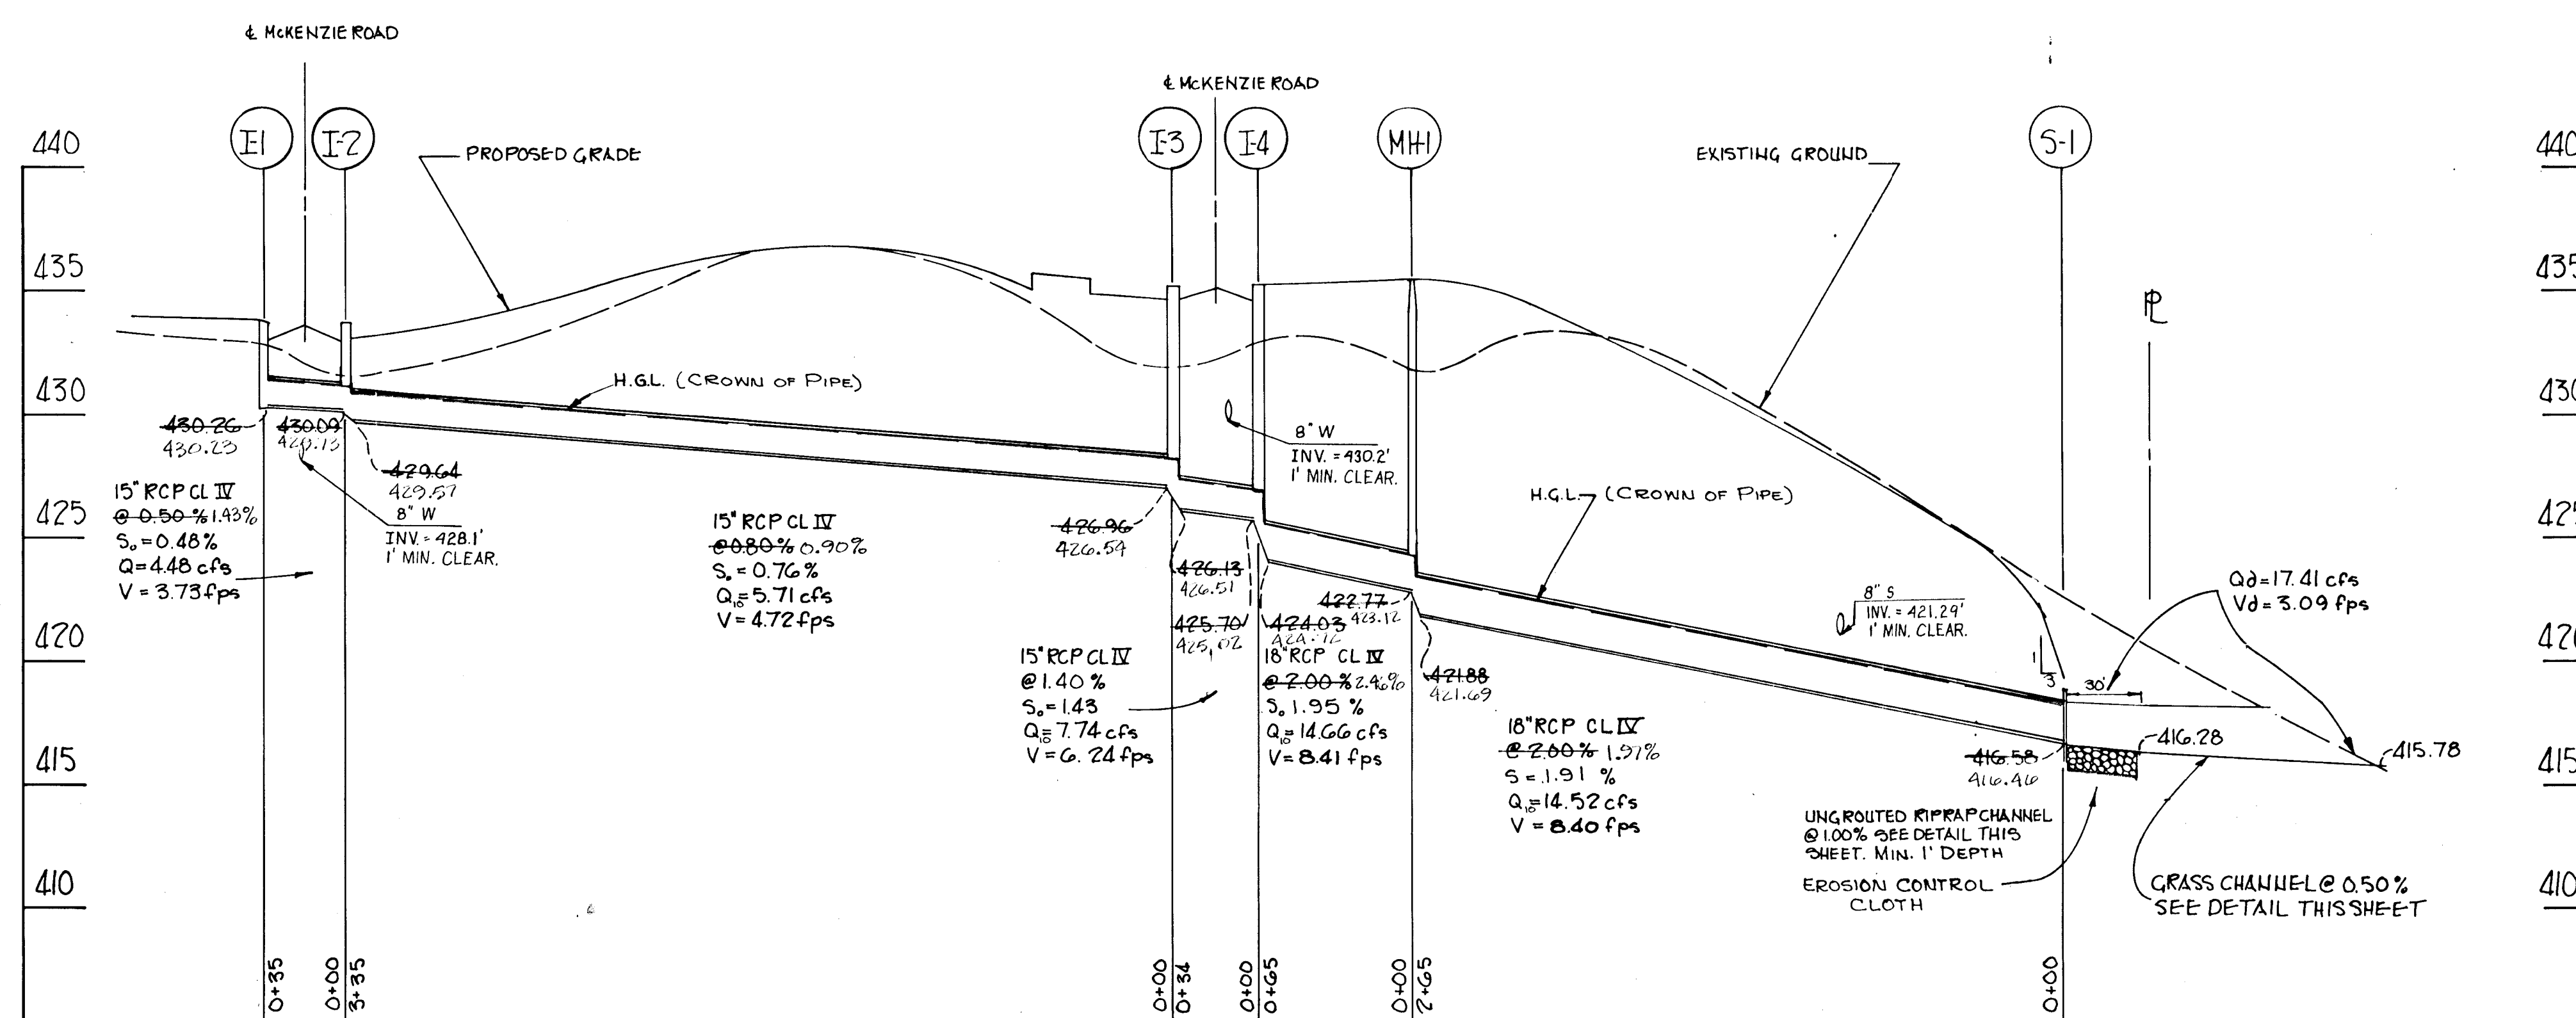 ℄ McKENZIE ROAD
℄ McKENZIE ROAD
I-1
I-2
I-3
I-4
MH-1
S-1
440
435
430
425
420
415
410
PROPOSED GRADE
EXISTING GROUND
℄ P
H.G.L. (CROWN OF PIPE)
430.26
430.23
430.09
429.64
429.57
8" W
INV. = 428.1'
1' MIN. CLEAR.
15" RCP CL IV
@ 0.50% 1.43%
S₀ = 0.48%
Q = 4.48 cfs
V = 3.73 fps
15" RCP CL IV
@ 0.80% 0.90%
S₀ = 0.76%
Q₁₀ = 5.71 cfs
V = 4.72 fps
426.96
426.54
8" W
INV. = 430.2'
1' MIN. CLEAR.
426.13
426.51
425.70
425.02
424.03
422.77
423.12
15" RCP CL IV
@ 1.40%
S₀ = 1.43
Q₁₀ = 7.74 cfs
V = 6.24 fps
18" RCP CL IV
@ 2.00% 2.46%
S₀ 1.95 %
Q₁₀ = 14.66 cfs
V = 8.41 fps
421.88
421.69
H.G.L. (CROWN OF PIPE)
18" RCP CL IV
@ 2.00% 1.97%
S = 1.91 %
Q₁₀ = 14.52 cfs
V = 8.40 fps
8" S
INV. = 421.29'
1' MIN. CLEAR.
1
3
30'
Qd = 17.41 cfs
Vd = 3.09 fps
416.58
416.46
416.28
415.78
UNGROUTED RIPRAP CHANNEL
@ 1.00% SEE DETAIL THIS
SHEET. MIN. 1' DEPTH
EROSION CONTROL
CLOTH
GRASS CHANNEL @ 0.50%
SEE DETAIL THIS SHEET
440
435
430
425
420
415
410
0+35
0+00
3+35
0+00
0+34
0+00
0+65
0+00
2+65
0+00